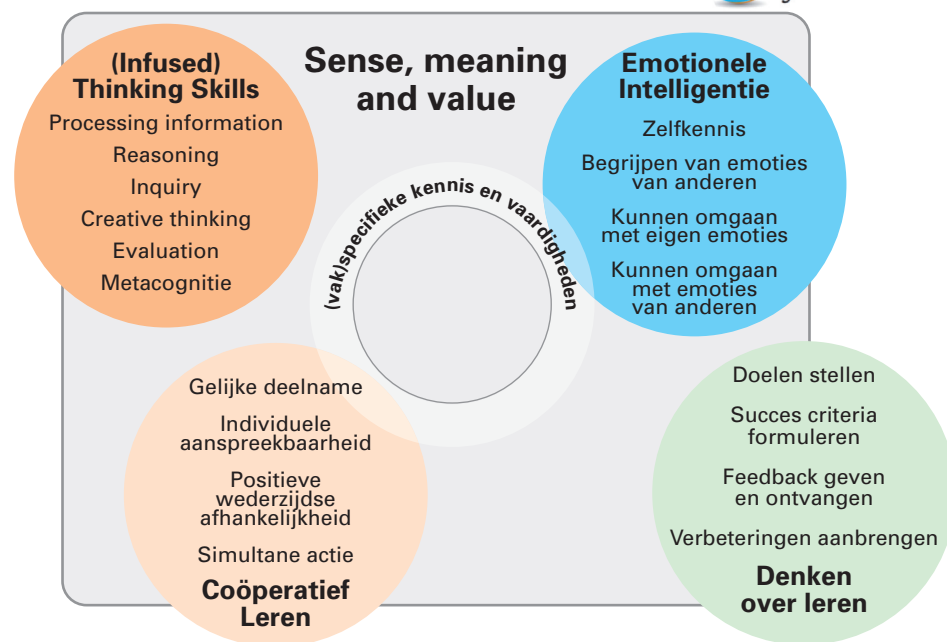 (Infused)
Thinking Skills
Processing information
Reasoning
Inquiry
Creative thinking
Evaluation
Metacognitie
Sense, meaning
and value
Emotionele
Intelligentie
Zelfkennis
Begrijpen van emoties
van anderen
Kunnen omgaan
met eigen emoties
Kunnen omgaan
met emoties
van anderen
(vak)specifieke kennis en vaardigheden
Gelijke deelname
Individuele
aanspreekbaarheid
Positieve
wederzijdse
afhankelijkheid
Simultane actie
Coöperatief
Leren
Doelen stellen
Succes criteria
formuleren
Feedback geven
en ontvangen
Verbeteringen aanbrengen
Denken
over leren